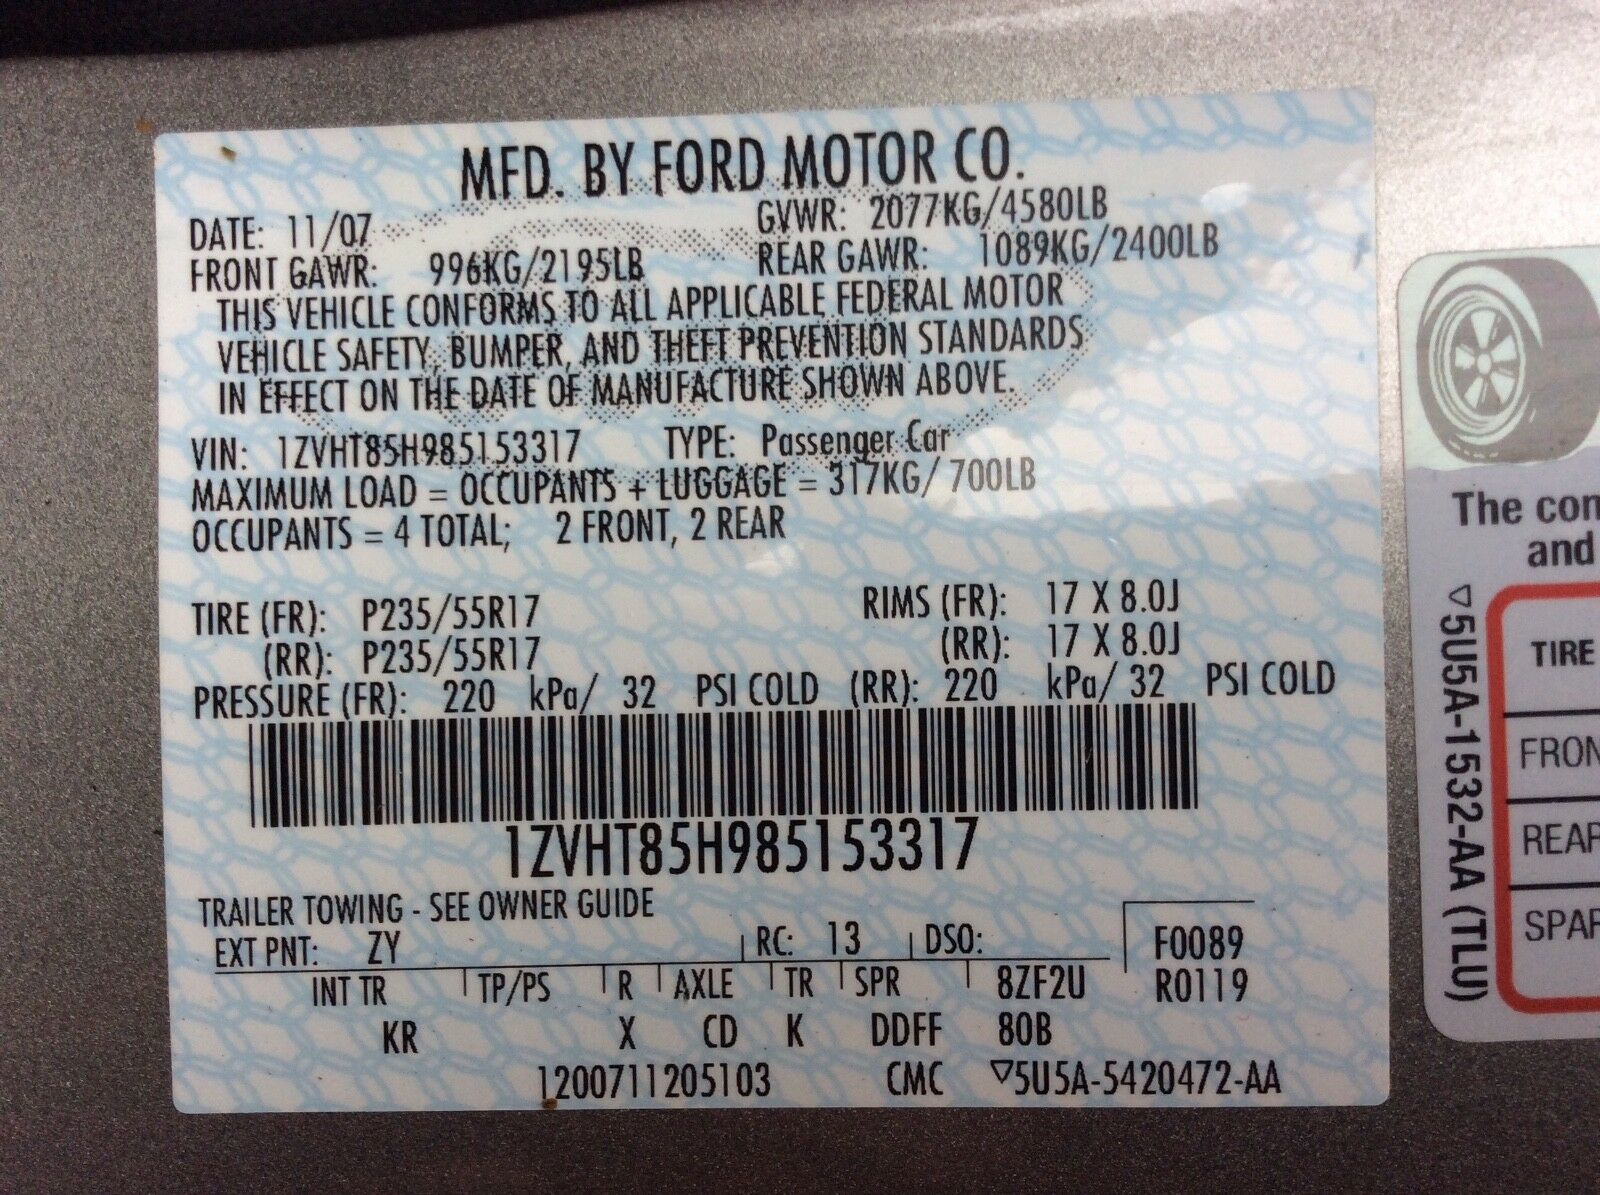 MFD. BY FORD MOTOR CO.
DATE: 11/07 GVWR: 2077KG/4580LB
FRONT GAWR: 996KG/2195LB REAR GAWR: 1089KG/2400LB
THIS VEHICLE CONFORMS TO ALL APPLICABLE FEDERAL MOTOR
VEHICLE SAFETY, BUMPER, AND THEFT PREVENTION STANDARDS
IN EFFECT ON THE DATE OF MANUFACTURE SHOWN ABOVE.
VIN: 1ZVHT85H985153317 TYPE: Passenger Car
MAXIMUM LOAD = OCCUPANTS + LUGGAGE = 317KG/ 700LB
OCCUPANTS = 4 TOTAL; 2 FRONT, 2 REAR
TIRE (FR): P235/55R17 RIMS (FR): 17 X 8.0J
(RR): P235/55R17 (RR): 17 X 8.0J
PRESSURE (FR): 220 kPa/ 32 PSI COLD (RR): 220 kPa/ 32 PSI COLD
1ZVHT85H985153317
TRAILER TOWING - SEE OWNER GUIDE
EXT PNT: ZY RC: 13 DSO: F0089
INT TR TP/PS R AXLE TR SPR 8ZF2U R0119
KR X CD K DDFF 80B
1200711205103 CMC ▽5U5A-5420472-AA
The com
and
▽5U5A-1532-AA (TLU)
TIRE
FRON
REAR
SPAR